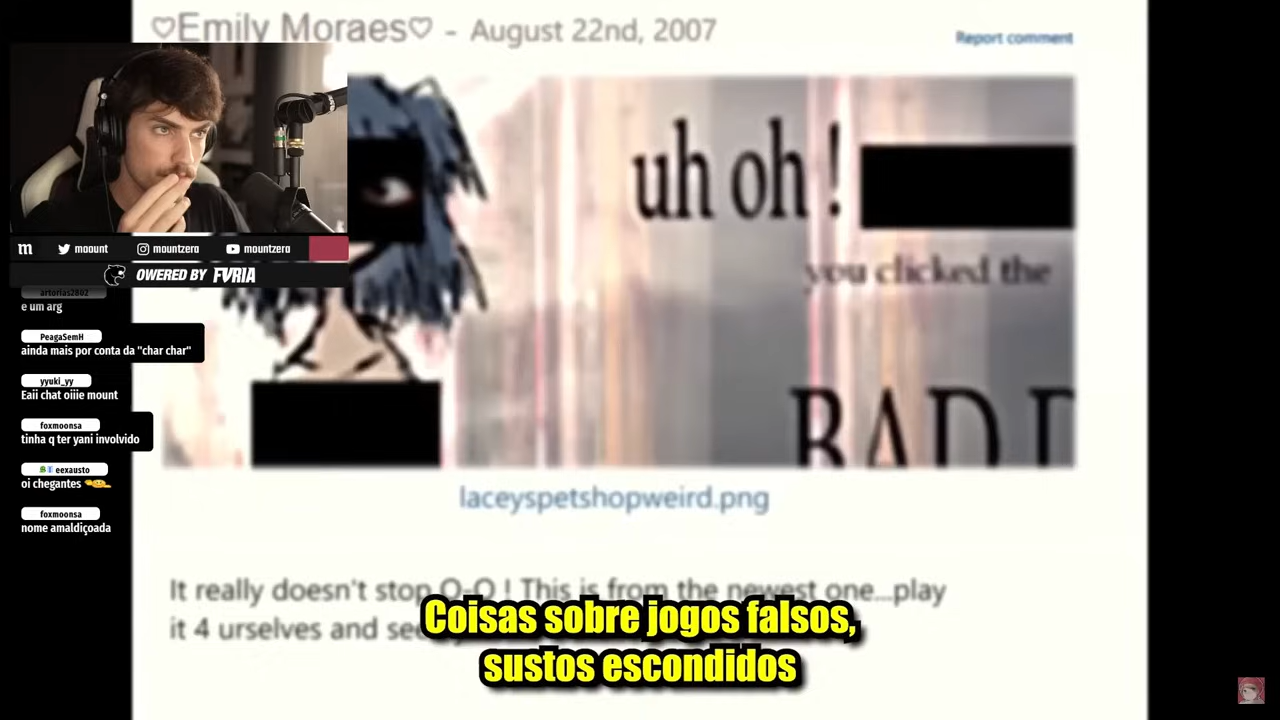 ♡Emily Moraes♡ - August 22nd, 2007
Report comment
uh oh !
you clicked the
BAD
laceyspetshopweird.png
It really doesn't stop O-O ! This is from the newest one...play
it 4 urselves and see
Coisas sobre jogos falsos,
sustos escondidos
m
moount
mountzera
mountzera
OWERED BY FVRIA
artorias2802
e um arg
PeagaSemH
ainda mais por conta da "char char"
yyuki_yy
Eaii chat oiiie mount
foxmoonsa
tinha q ter yani involvido
eexausto
oi chegantes
foxmoonsa
nome amaldiçoada